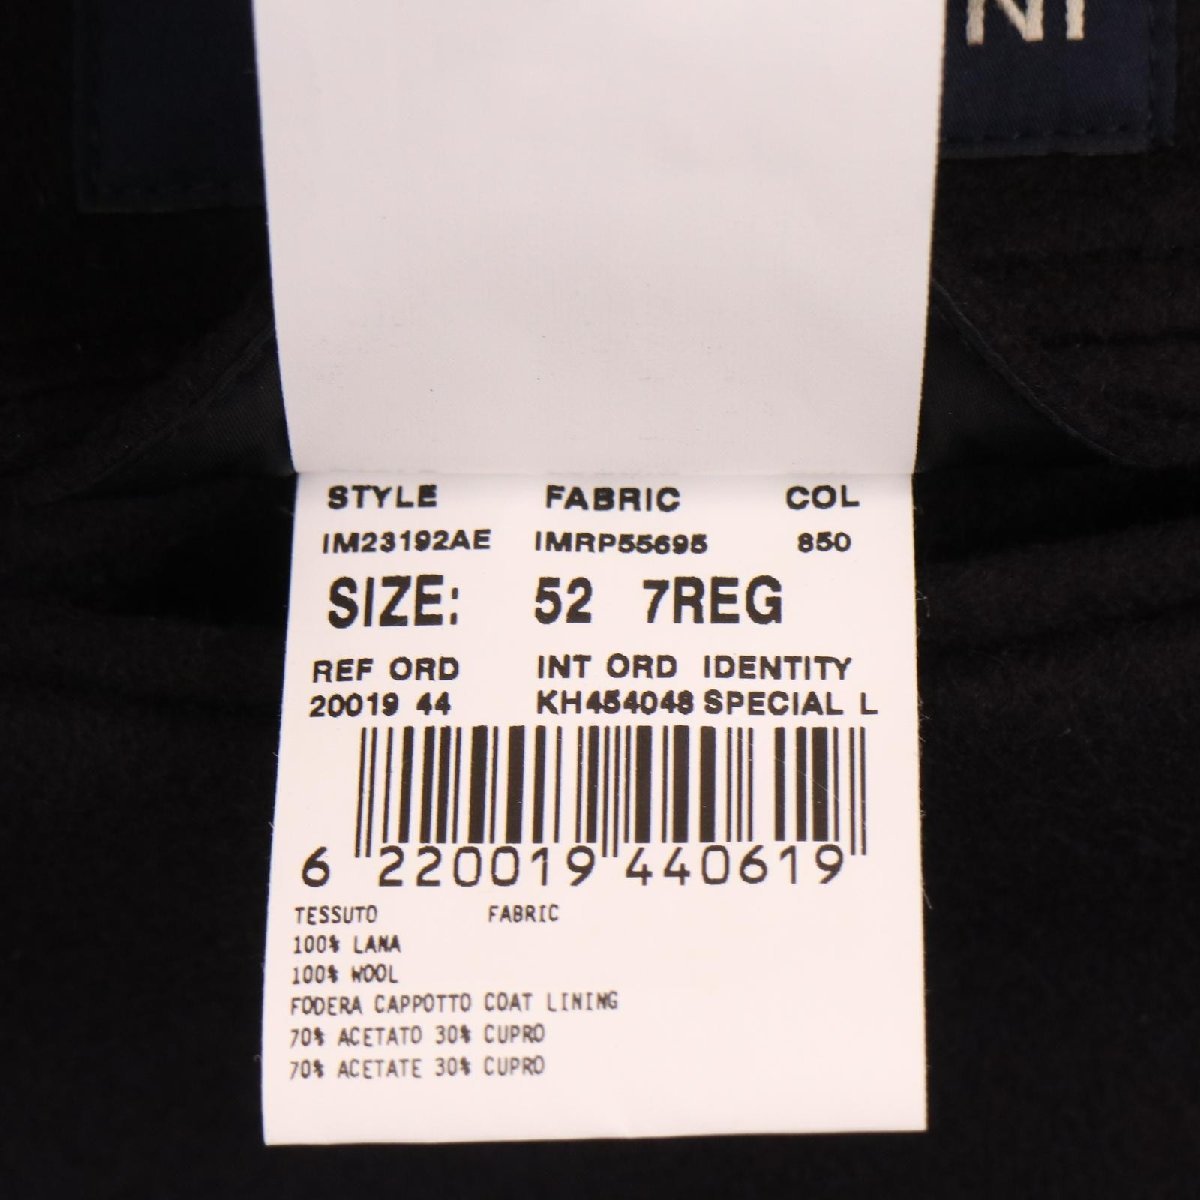 NI
STYLE FABRIC COL
IM23192AE IMRP55695 850
SIZE: 52 7REG
REF ORD INT ORD IDENTITY
20019 44 KH454048 SPECIAL L
6 220019 440619
TESSUTO FABRIC
100% LANA
100% WOOL
FODERA CAPPOTTO COAT LINING
70% ACETATO 30% CUPRO
70% ACETATE 30% CUPRO